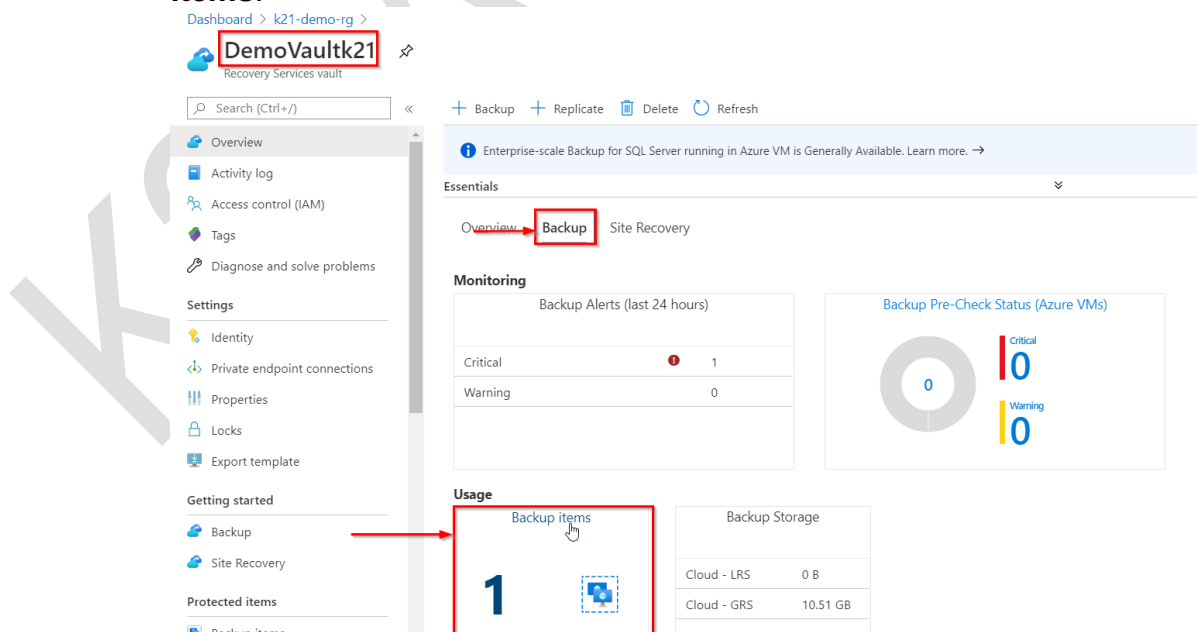 Dashboard > k21-demo-rg >
DemoVaultk21
Recovery Services vault
Search (Ctrl+/) «
Backup Replicate Delete Refresh
Overview
Enterprise-scale Backup for SQL Server running in Azure VM is Generally Available. Learn more. →
Activity log
Essentials
Access control (IAM)
Overview Backup Site Recovery
Tags
Diagnose and solve problems
Monitoring
Settings
Backup Alerts (last 24 hours)
Backup Pre-Check Status (Azure VMs)
Identity
Critical
0
Critical 1
Private endpoint connections
0
Warning 0
Properties
Warning
0
Locks
Export template
Getting started
Usage
Backup items
Backup Storage
Backup
Site Recovery
1
Cloud - LRS 0 B
Protected items
Cloud - GRS 10.51 GB
Backup items